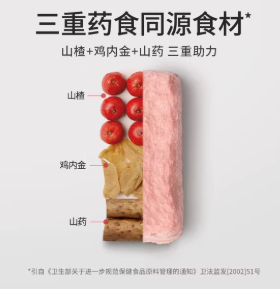 三重药食同源食材*
山楂+鸡内金+山药 三重助力
山楂
鸡内金
山药
*引自《卫生部关于进一步规范保健食品原料管理的通知》卫法监发[2002]51号